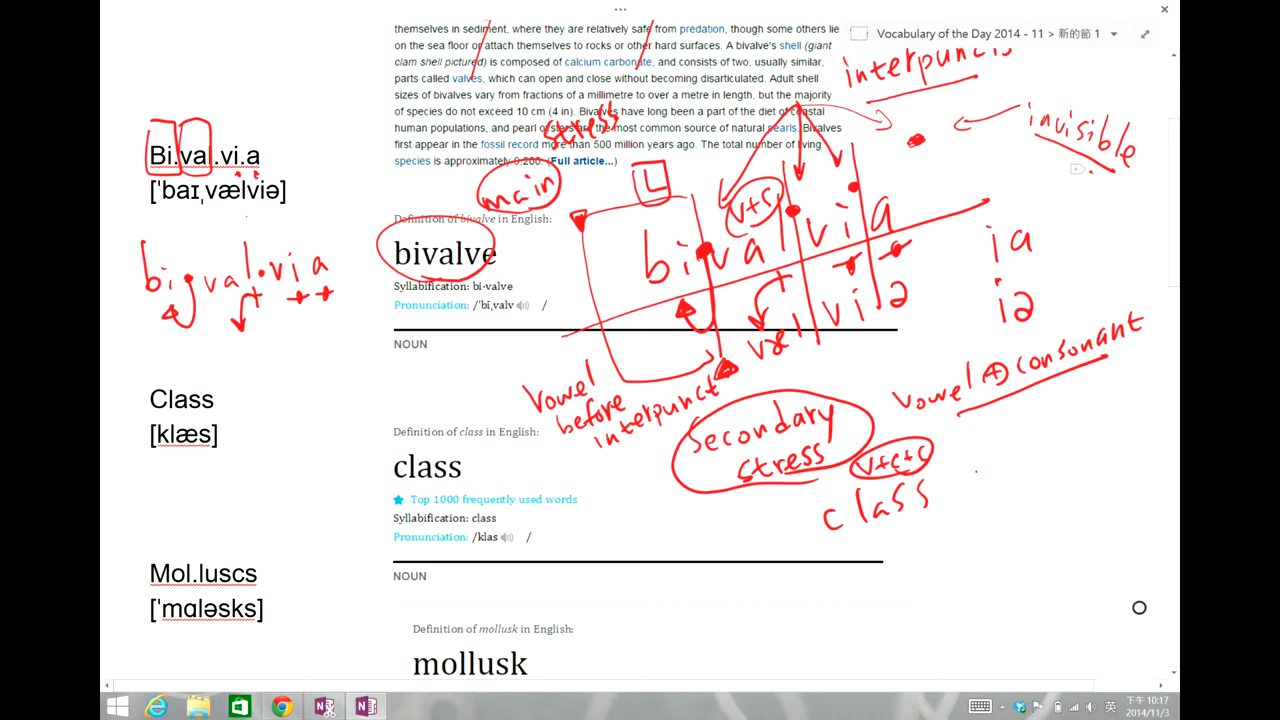 themselves in sediment, where they are relatively safe from predation, though some others lie
on the sea floor or attach themselves to rocks or other hard surfaces. A bivalve's shell (giant
clam shell pictured) is composed of calcium carbonate, and consists of two, usually similar,
parts called valves, which can open and close without becoming disarticulated. Adult shell
sizes of bivalves vary from fractions of a millimetre to over a metre in length, but the majority
of species do not exceed 10 cm (4 in). Bivalves have long been a part of the diet of coastal
human populations, and pearl oysters are the most common source of natural pearls. Bivalves
first appear in the fossil record more than 500 million years ago. The total number of living
species is approximately 9,200. (Full article...)
Vocabulary of the Day 2014 - 11 > 新的節 1
interpuncts
invisible
stress
main
L
Bi.va.vi.a
[ˈbaɪˌvælviə]
bi val.vi a
Definition of bivalve in English:
bivalve
Syllabification: bi·valve
Pronunciation: /ˈbīˌvalv /
NOUN
V+C
bi va vi a
væl vi ə
ia
iə
Vowel
before
interpunct
Vowel + consonant
secondary
stress
V+C+C
class
Class
[klæs]
Definition of class in English:
class
Top 1000 frequently used words
Syllabification: class
Pronunciation: /klas /
NOUN
Mol.luscs
[ˈmɑləsks]
Definition of mollusk in English:
mollusk
英
下午 10:17
2014/11/3